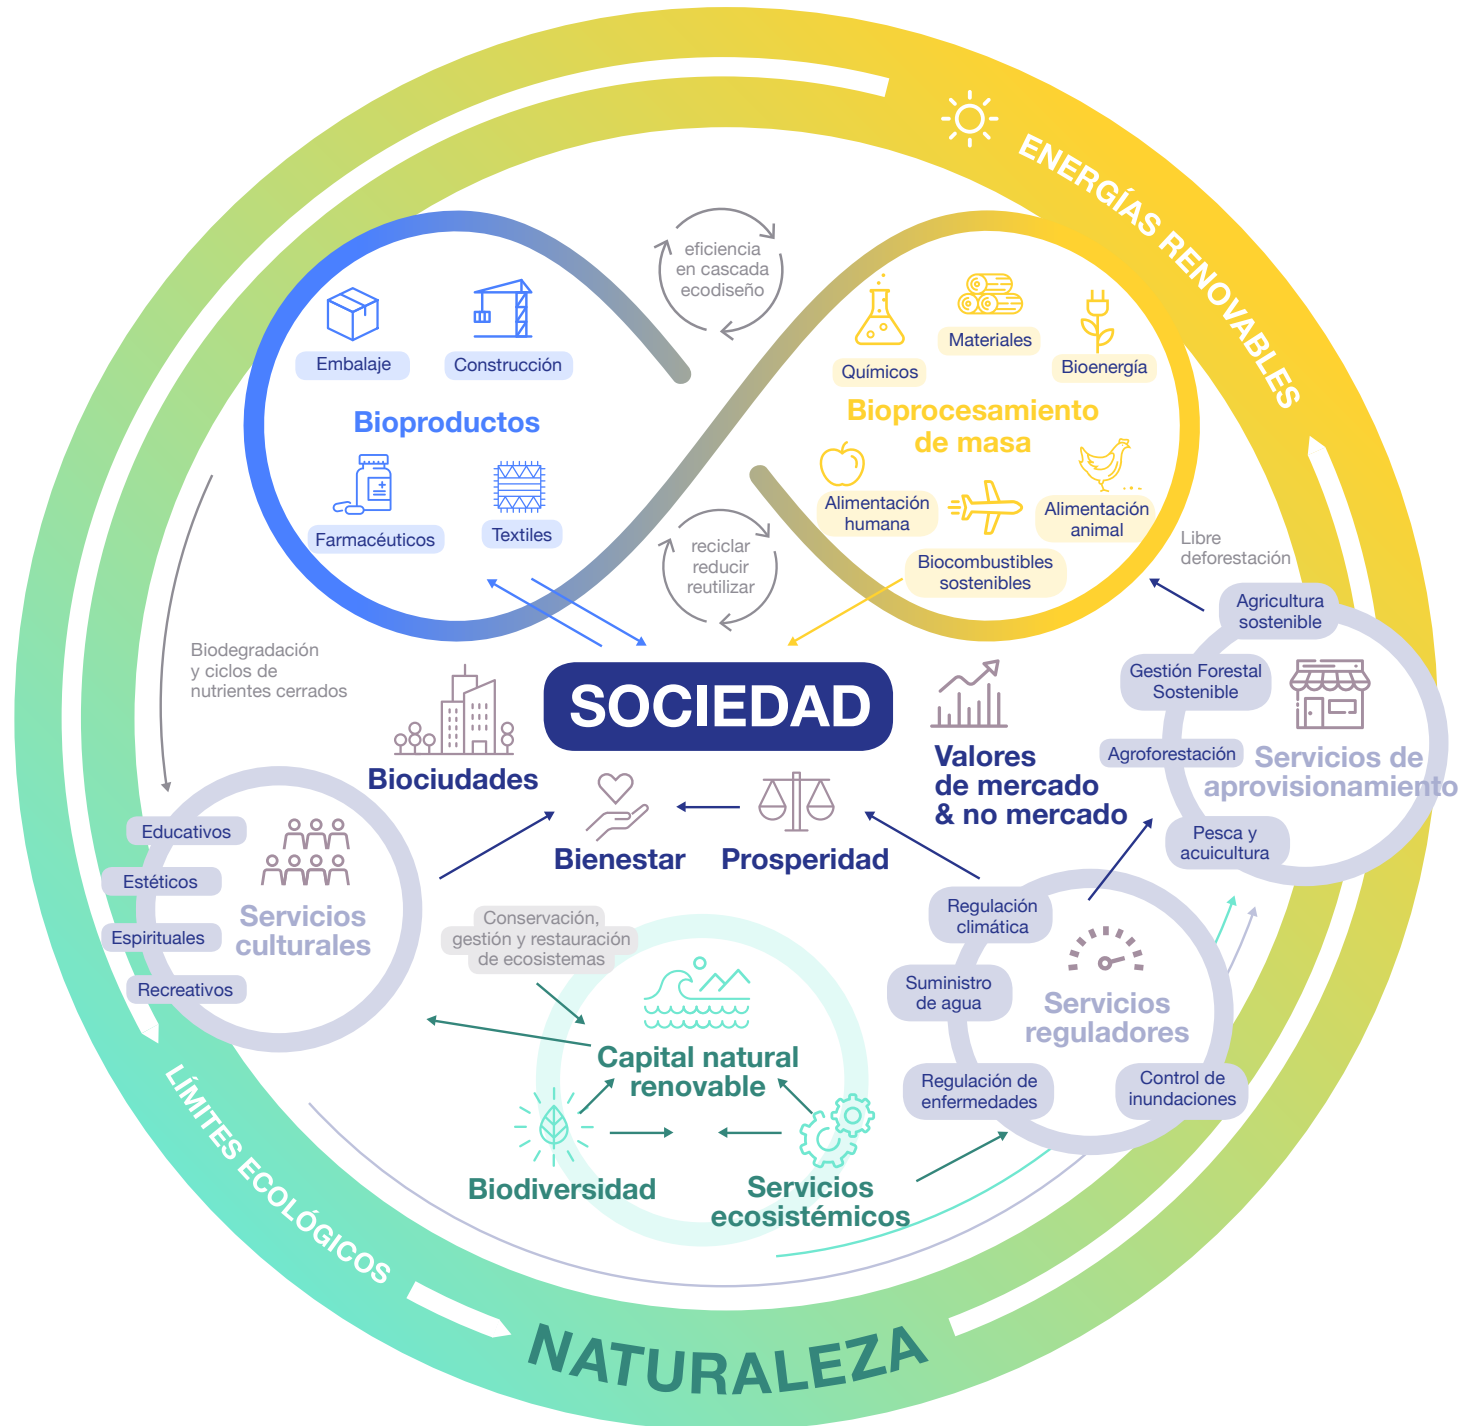 ENERGÍAS RENOVABLES
eficiencia
en cascada
ecodiseño
Embalaje
Construcción
Bioproductos
Farmacéuticos
Textiles
Químicos
Materiales
Bioenergía
Bioprocesamiento
de masa
Alimentación
humana
Alimentación
animal
Biocombustibles
sostenibles
reciclar
reducir
reutilizar
Libre
deforestación
Biodegradación
y ciclos de
nutrientes cerrados
SOCIEDAD
Biociudades
Bienestar
Prosperidad
Valores
de mercado
& no mercado
Agricultura
sostenible
Gestión Forestal
Sostenible
Agroforestación
Servicios de
aprovisionamiento
Pesca y
acuicultura
Educativos
Estéticos
Espirituales
Recreativos
Servicios
culturales
Conservación,
gestión y restauración
de ecosistemas
Capital natural
renovable
Biodiversidad
Servicios
ecosistémicos
Regulación
climática
Suministro
de agua
Servicios
reguladores
Regulación de
enfermedades
Control de
inundaciones
LÍMITES ECOLÓGICOS
NATURALEZA